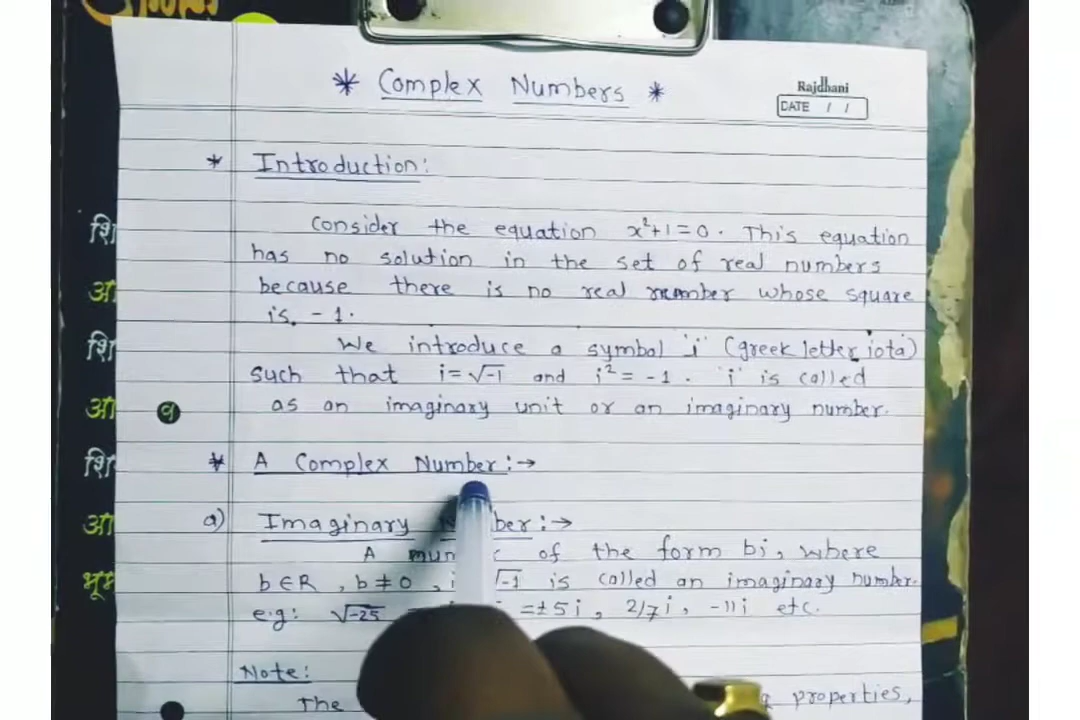 * Complex Numbers *
Rajdhani
DATE / /
* Introduction:
Consider the equation x²+1=0. This equation
has no solution in the set of real numbers
because there is no real number whose square
is. -1.
We introduce a symbol 'i' (greek letter iota)
such that i=√-1 and i²=-1. 'i' is called
as an imaginary unit or an imaginary number.
* A Complex Number:→
a) Imaginary ber:→
A of the form bi, where
b∈R, b≠0, √-1 is called an imaginary number.
e.g: √-25 =±5i, 2/7i, -11i etc.
Note:
The properties,
शि
आ
शि
आ
शि
आ